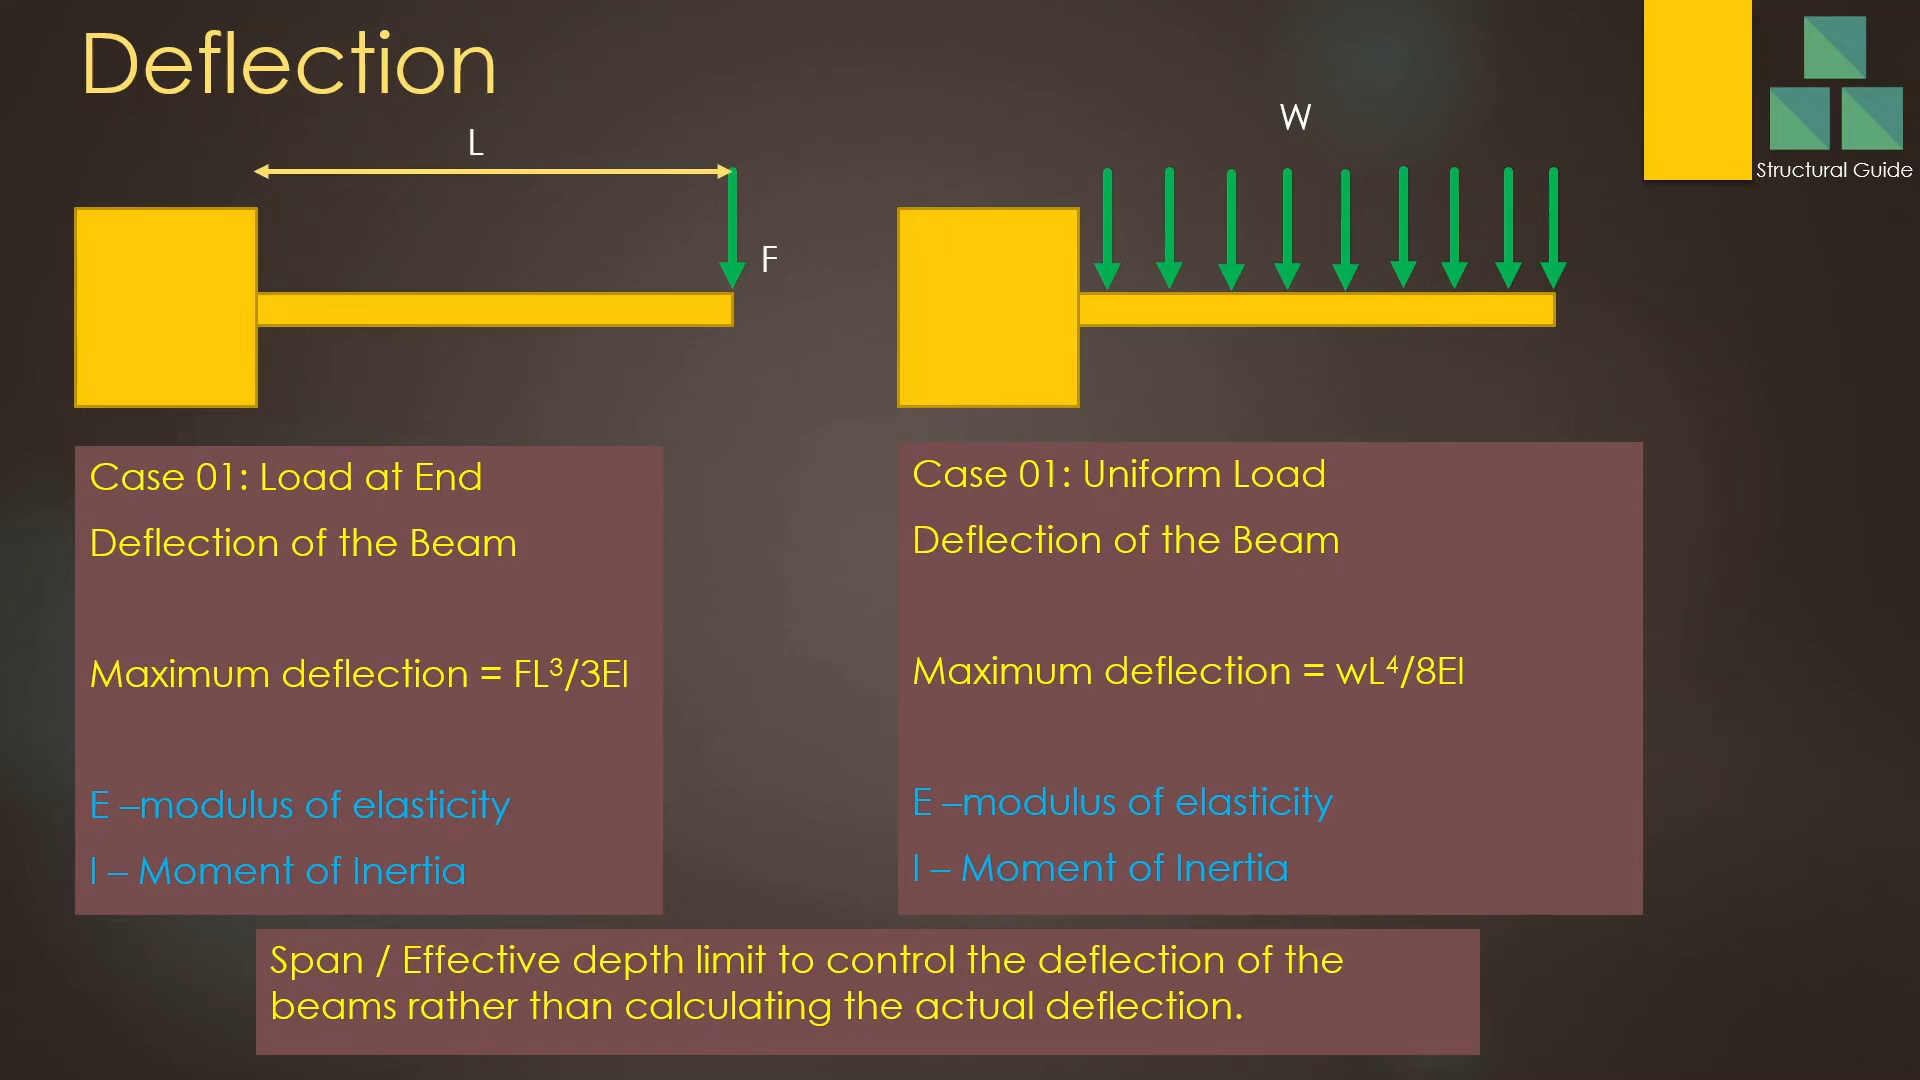 Deflection
L
F
W
Structural Guide
Case 01: Load at End
Deflection of the Beam
Maximum deflection = FL³/3EI
E –modulus of elasticity
I – Moment of Inertia
Case 01: Uniform Load
Deflection of the Beam
Maximum deflection = wL⁴/8EI
E –modulus of elasticity
I – Moment of Inertia
Span / Effective depth limit to control the deflection of the
beams rather than calculating the actual deflection.